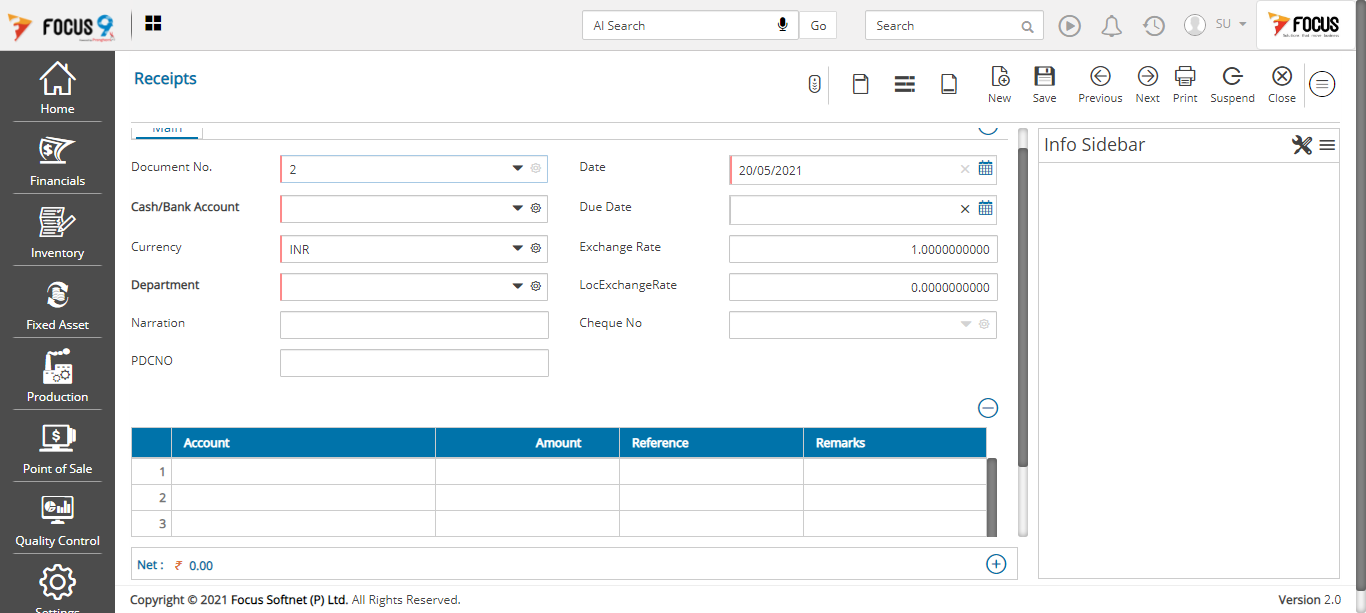 FOCUS 9
AI Search
Go
Search
SU
FOCUS
Home
Financials
Inventory
Fixed Asset
Production
Point of Sale
Quality Control
Settings
Receipts
New
Save
Previous
Next
Print
Suspend
Close
Main
Document No.
2
Date
20/05/2021
Cash/Bank Account
Due Date
Currency
INR
Exchange Rate
1.0000000000
Department
LocExchangeRate
0.0000000000
Narration
Cheque No
PDCNO
Account
Amount
Reference
Remarks
1
2
3
Net : ₹ 0.00
Info Sidebar
Copyright © 2021 Focus Softnet (P) Ltd. All Rights Reserved.
Version 2.0